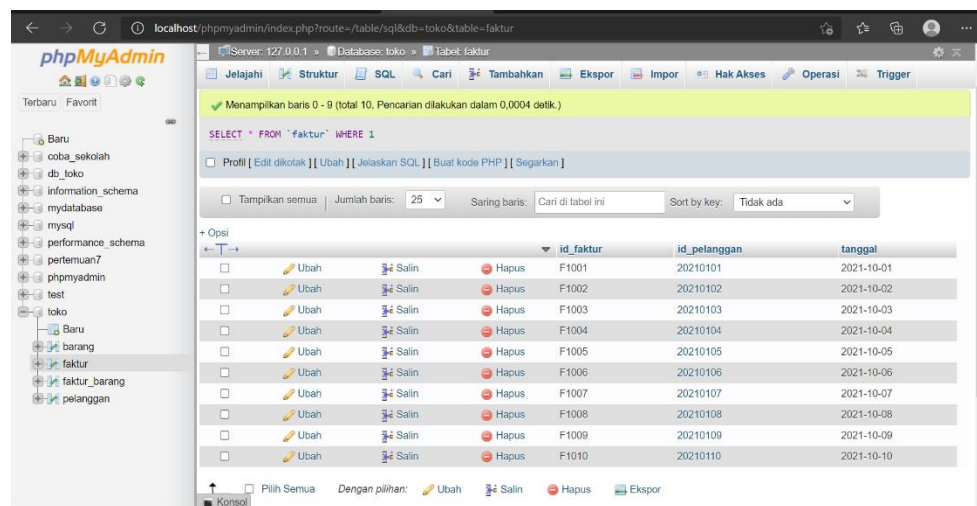 localhost/phpmyadmin/index.php?route=/table/sql&db=toko&table=faktur
phpMyAdmin
Terbaru Favorit
Baru
coba_sekolah
db_toko
information_schema
mydatabase
mysql
performance_schema
pertemuan7
phpmyadmin
test
toko
Baru
barang
faktur
faktur_barang
pelanggan
Server: 127.0.0.1 » Database: toko » Tabel: faktur
Jelajahi Struktur SQL Cari Tambahkan Ekspor Impor Hak Akses Operasi Trigger
Menampilkan baris 0 - 9 (total 10, Pencarian dilakukan dalam 0,0004 detik.)
SELECT * FROM `faktur` WHERE 1
Profil [ Edit dikotak ] [ Ubah ] [ Jelaskan SQL ] [ Buat kode PHP ] [ Segarkan ]
Tampilkan semua | Jumlah baris: 25 Saring baris: Cari di tabel ini Sort by key: Tidak ada
+ Opsi
←T→ id_faktur id_pelanggan tanggal
Ubah Salin Hapus F1001 20210101 2021-10-01
Ubah Salin Hapus F1002 20210102 2021-10-02
Ubah Salin Hapus F1003 20210103 2021-10-03
Ubah Salin Hapus F1004 20210104 2021-10-04
Ubah Salin Hapus F1005 20210105 2021-10-05
Ubah Salin Hapus F1006 20210106 2021-10-06
Ubah Salin Hapus F1007 20210107 2021-10-07
Ubah Salin Hapus F1008 20210108 2021-10-08
Ubah Salin Hapus F1009 20210109 2021-10-09
Ubah Salin Hapus F1010 20210110 2021-10-10
Pilih Semua Dengan pilihan: Ubah Salin Hapus Ekspor
Konsol